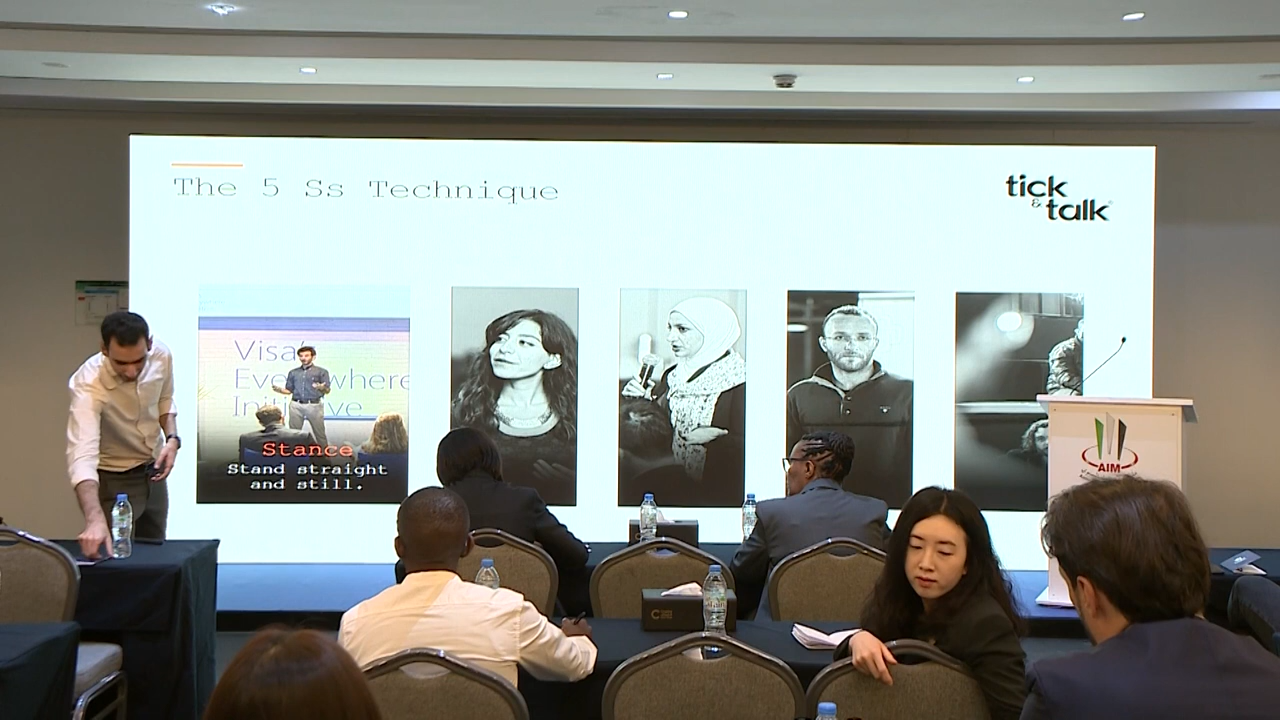 The 5 Ss Technique
tick
& talk
Visa'
Everywhere
Initiative
Stance
Stand straight
and still.
AIM
C